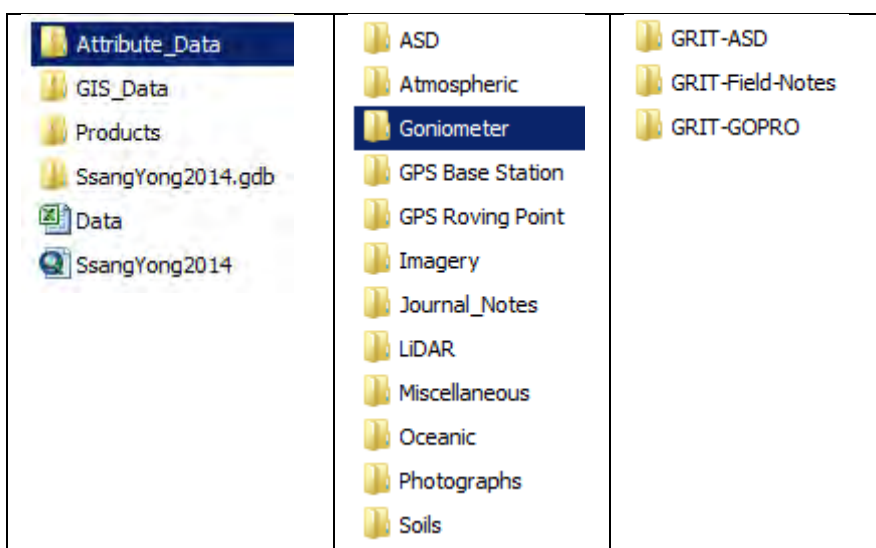 Attribute_Data
GIS_Data
Products
SsangYong2014.gdb
Data
SsangYong2014
ASD
Atmospheric
Goniometer
GPS Base Station
GPS Roving Point
Imagery
Journal_Notes
LiDAR
Miscellaneous
Oceanic
Photographs
Soils
GRIT-ASD
GRIT-Field-Notes
GRIT-GOPRO